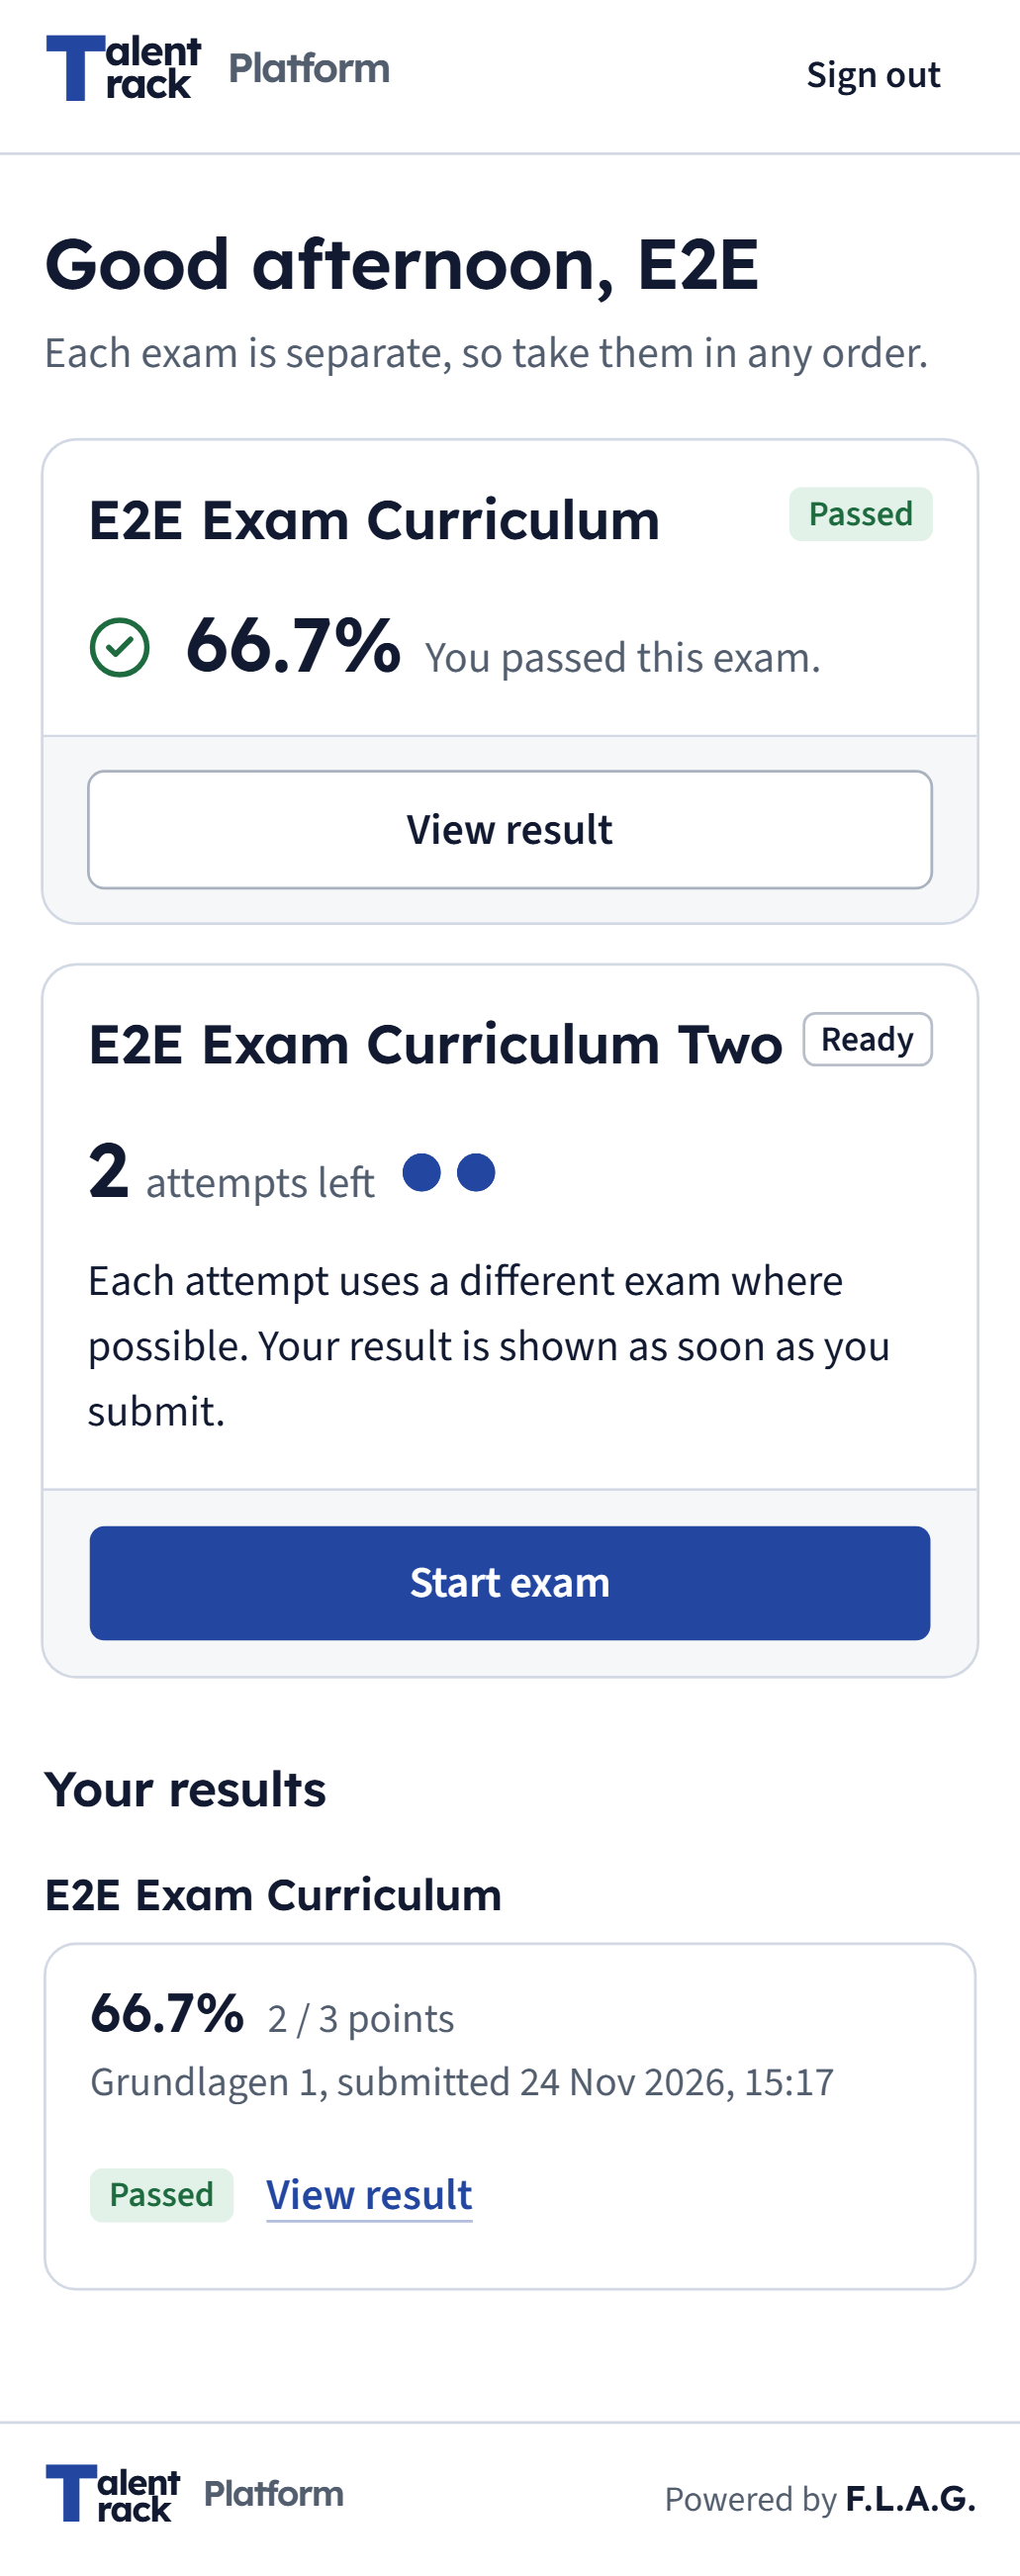 Talent
rack
Platform
Sign out
Good afternoon, E2E
Each exam is separate, so take them in any order.
E2E Exam Curriculum
Passed
66.7% You passed this exam.
View result
E2E Exam Curriculum Two
Ready
2 attempts left
Each attempt uses a different exam where
possible. Your result is shown as soon as you
submit.
Start exam
Your results
E2E Exam Curriculum
66.7% 2 / 3 points
Grundlagen 1, submitted 24 Nov 2026, 15:17
Passed
View result
Talent
rack
Platform
Powered by F.L.A.G.